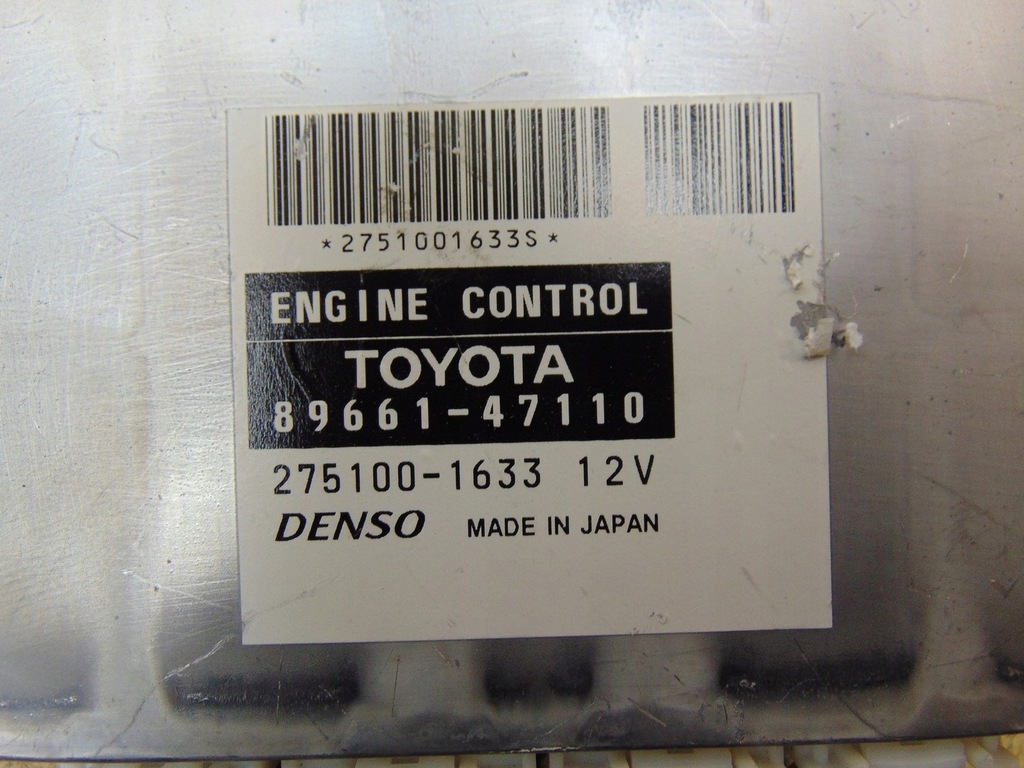 *2751001633S*
ENGINE CONTROL
TOYOTA
89661-47110
275100-1633 12V
DENSO MADE IN JAPAN